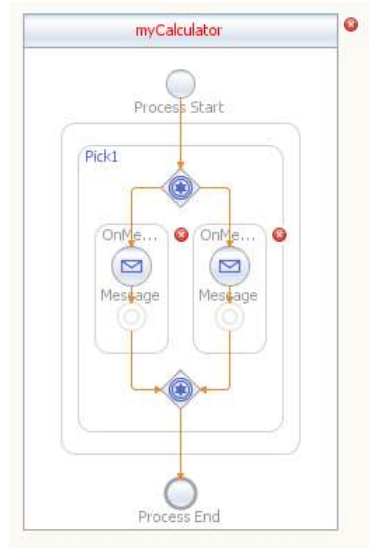 myCalculator
Process Start
Pick1
OnMe... OnMe...
Message Message
Process End